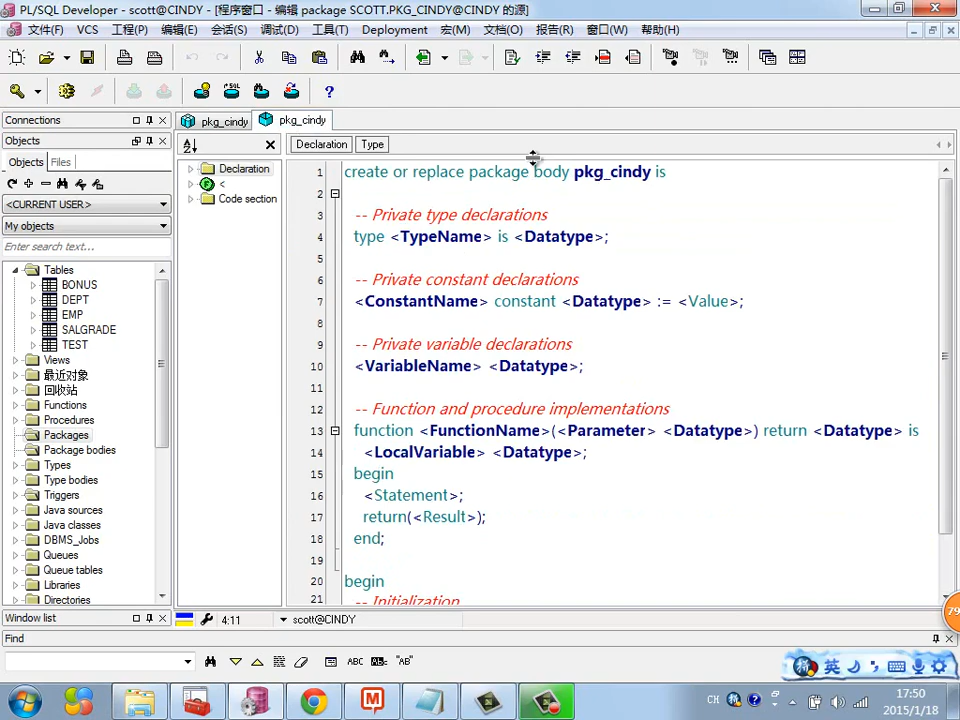 PL/SQL Developer - scott@CINDY - [程序窗口 - 编辑 package SCOTT.PKG_CINDY@CINDY 的源]
文件(F) VCS 工程(P) 编辑(E) 会话(S) 调试(D) 工具(T) Deployment 宏(M) 文档(O) 报告(R) 窗口(W) 帮助(H)
Connections
pkg_cindy
pkg_cindy
Objects
Declaration Type
Objects Files
<CURRENT USER>
My objects
Enter search text...
Tables
BONUS
DEPT
EMP
SALGRADE
TEST
Views
最近对象
回收站
Functions
Procedures
Packages
Package bodies
Types
Type bodies
Triggers
Java sources
Java classes
DBMS_Jobs
Queues
Queue tables
Libraries
Directories
Window list
Declaration
<
Code section
1 create or replace package body pkg_cindy is
2
3 -- Private type declarations
4 type <TypeName> is <Datatype>;
5
6 -- Private constant declarations
7 <ConstantName> constant <Datatype> := <Value>;
8
9 -- Private variable declarations
10 <VariableName> <Datatype>;
11
12 -- Function and procedure implementations
13 function <FunctionName>(<Parameter> <Datatype>) return <Datatype> is
14 <LocalVariable> <Datatype>;
15 begin
16 <Statement>;
17 return(<Result>);
18 end;
19
20 begin
21 -- Initialization
4:11 scott@CINDY
79
Find
ABC "AB"
英
CH
17:50
2015/1/18